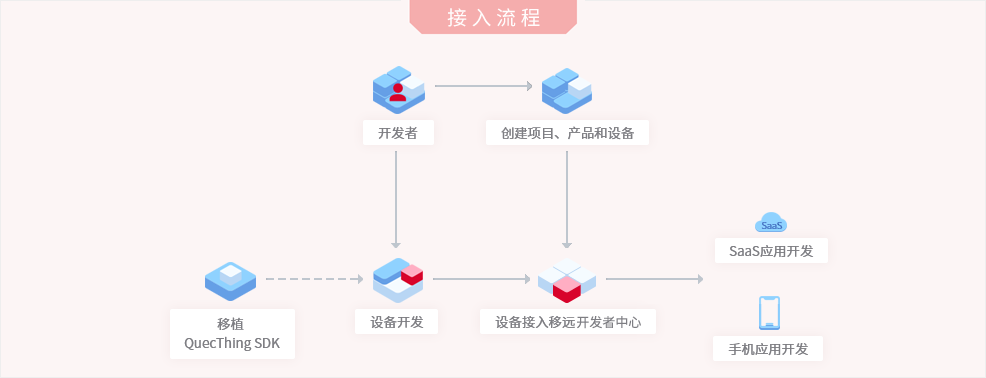 接入流程
开发者
创建项目、产品和设备
SaaS
SaaS应用开发
移植
QuecThing SDK
设备开发
设备接入移远开发者中心
手机应用开发